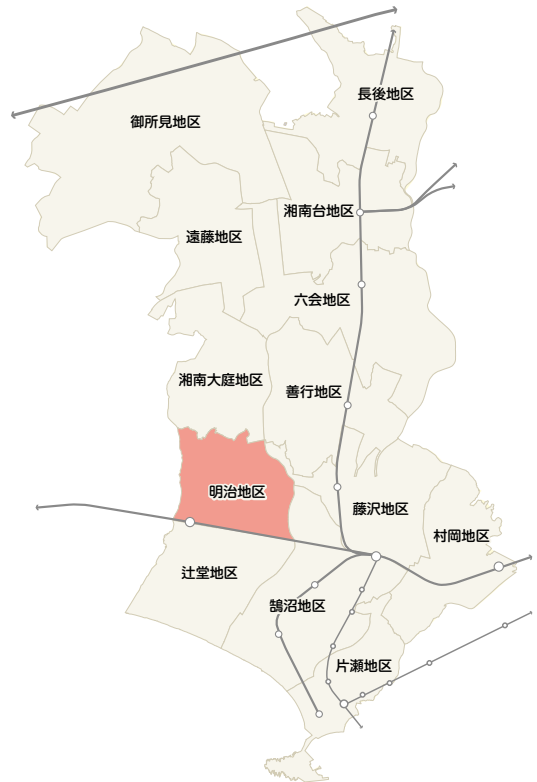 長後地区
御所見地区
湘南台地区
遠藤地区
六会地区
湘南大庭地区
善行地区
明治地区
藤沢地区
村岡地区
辻堂地区
鵠沼地区
片瀬地区